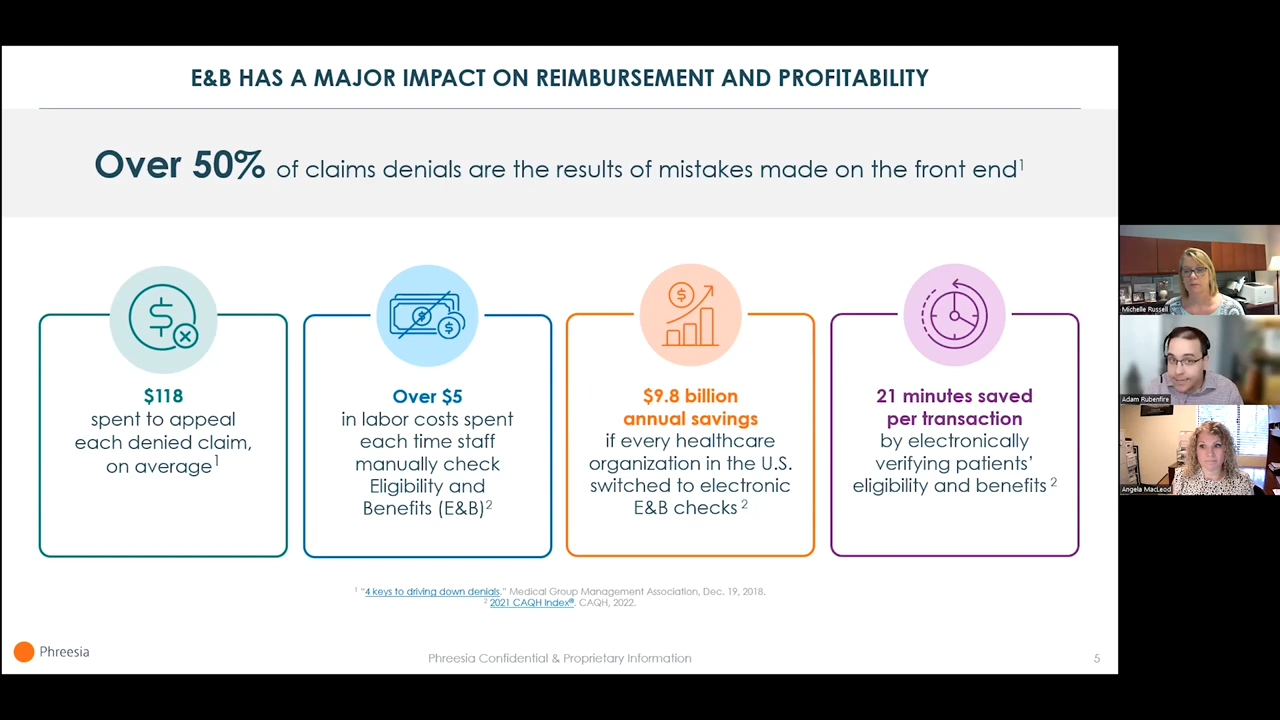 E&B HAS A MAJOR IMPACT ON REIMBURSEMENT AND PROFITABILITY
Over 50% of claims denials are the results of mistakes made on the front end1
$118
spent to appeal
each denied claim,
on average1
Over $5
in labor costs spent
each time staff
manually check
Eligibility and
Benefits (E&B)2
$9.8 billion
annual savings
if every healthcare
organization in the U.S.
switched to electronic
E&B checks 2
21 minutes saved
per transaction
by electronically
verifying patients'
eligibility and benefits 2
1 "4 keys to driving down denials." Medical Group Management Association, Dec. 19, 2018.
2 2021 CAQH Index®. CAQH, 2022.
Phreesia
Phreesia Confidential & Proprietary Information
5
Michelle Russell
Adam Rubenfire
Angela MacLeod